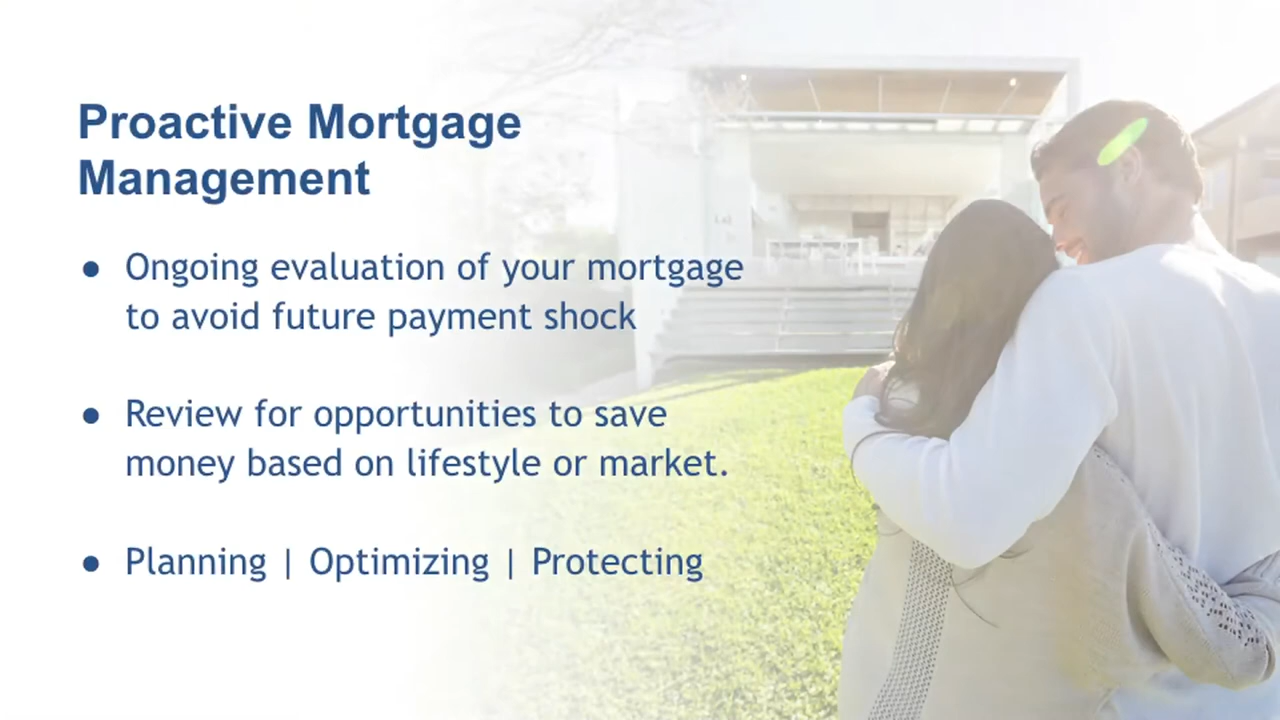 Proactive Mortgage
Management
● Ongoing evaluation of your mortgage
to avoid future payment shock
● Review for opportunities to save
money based on lifestyle or market.
● Planning | Optimizing | Protecting